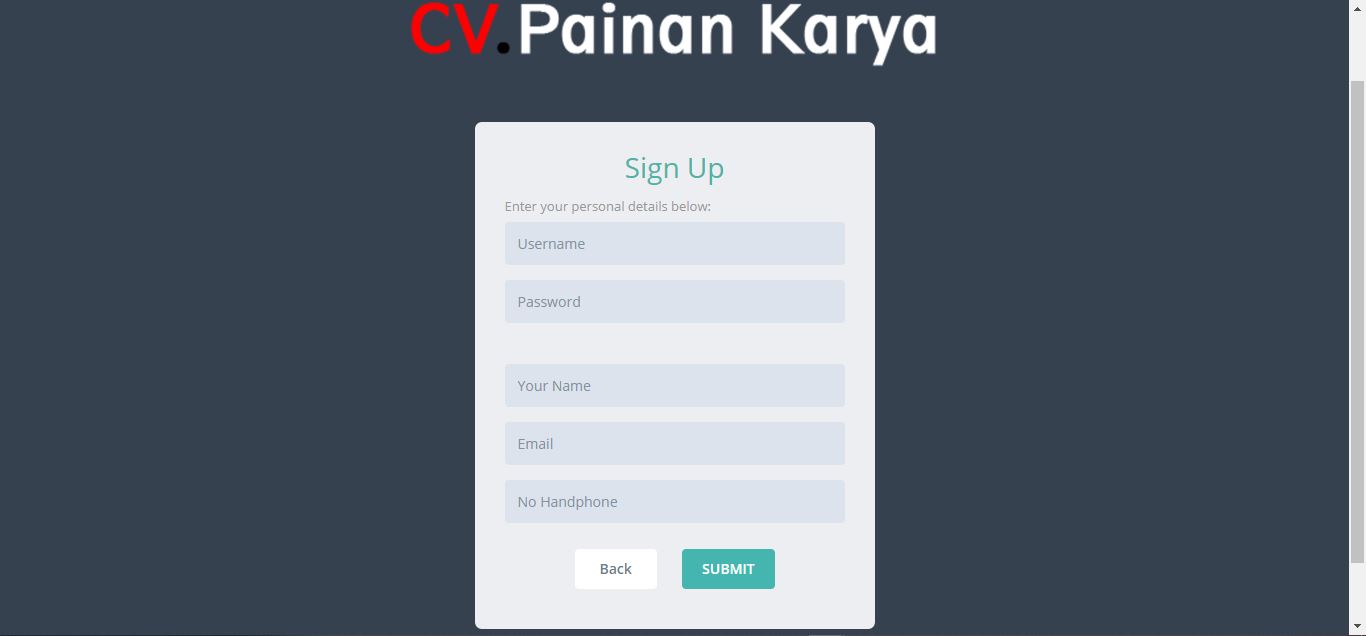 CV.Painan Karya
Sign Up
Enter your personal details below:
Username
Password
Your Name
Email
No Handphone
Back SUBMIT